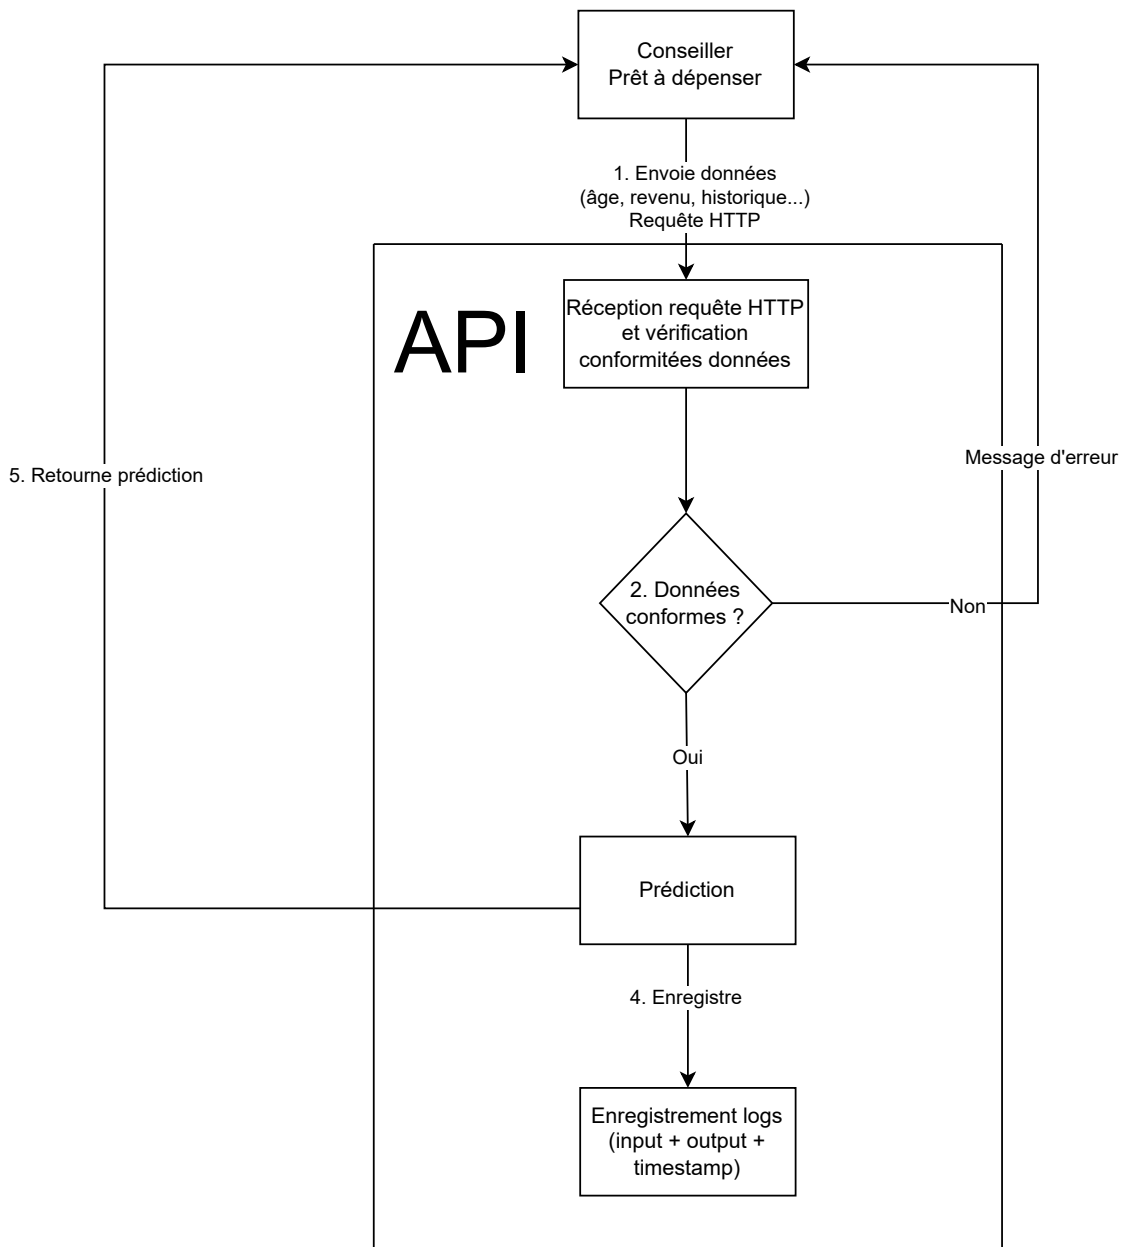 Conseiller
Prêt à dépenser
1. Envoie données
(âge, revenu, historique...)
Requête HTTP
API
Réception requête HTTP
et vérification
conformitées données
Message d'erreur
5. Retourne prédiction
2. Données
conformes ?
Non
Oui
Prédiction
4. Enregistre
Enregistrement logs
(input + output +
timestamp)